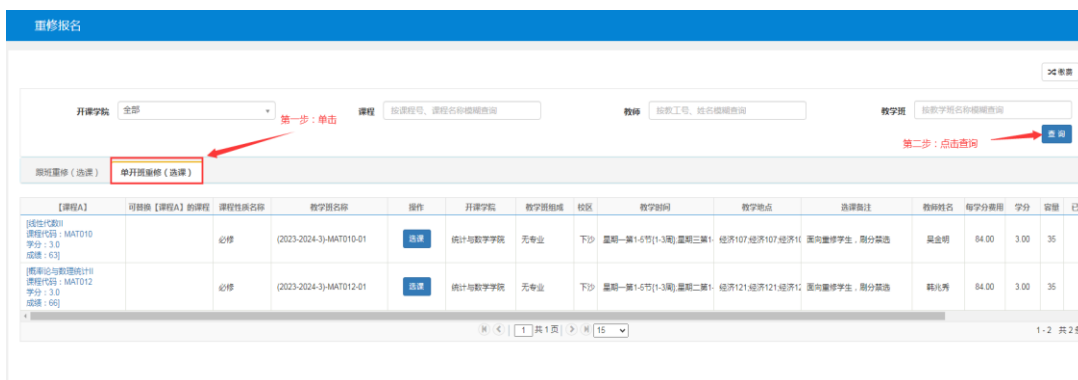 重修报名
开课学院 全部 课程 按课程号、课程名称模糊查询 教师 按教工号、姓名模糊查询 教学班 按教学班名称模糊查询
第一步：单击
第二步：点击查询
查 询
跟班重修（选课） 单开班重修（选课）
【课程A】 可替换【课程A】的课程 课程性质名称 教学班名称 操作 开课学院 教学班组成 校区 教学时间 教学地点 选课备注 教师姓名 每学分费用 学分 容量
[线性代数II
课程代码：MAT010
学分：3.0
成绩：63]
必修 (2023-2024-3)-MAT010-01 选课 统计与数学学院 无专业 下沙 星期一第1-5节{1-3周};星期三第1- 经济107;经济107;经济10 面向重修学生，刷分禁选 吴金明 84.00 3.00 35
[概率论与数理统计II
课程代码：MAT012
学分：3.0
成绩：66]
必修 (2023-2024-3)-MAT012-01 选课 统计与数学学院 无专业 下沙 星期一第1-5节{1-3周};星期二第1- 经济121;经济121;经济12 面向重修学生，刷分禁选 韩兆秀 84.00 3.00 35
1 共1页 15
1 - 2 共2